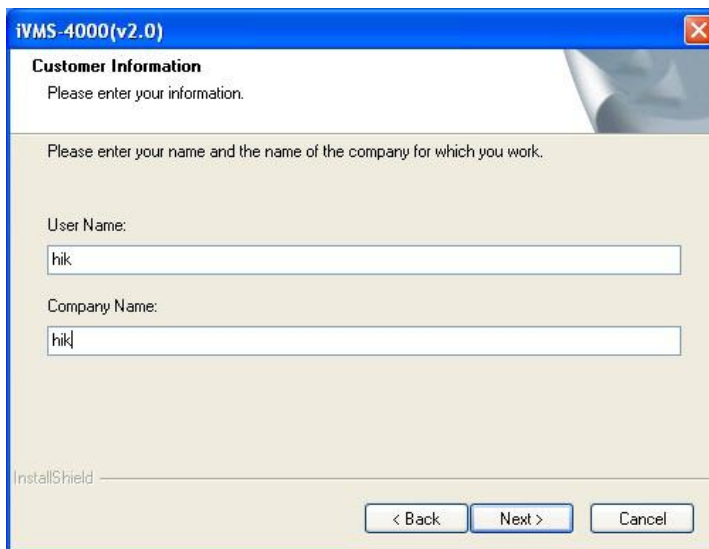 iVMS-4000(v2.0)
Customer Information
Please enter your information.
Please enter your name and the name of the company for which you work.
User Name:
hik
Company Name:
hik
InstallShield
< Back Next > Cancel